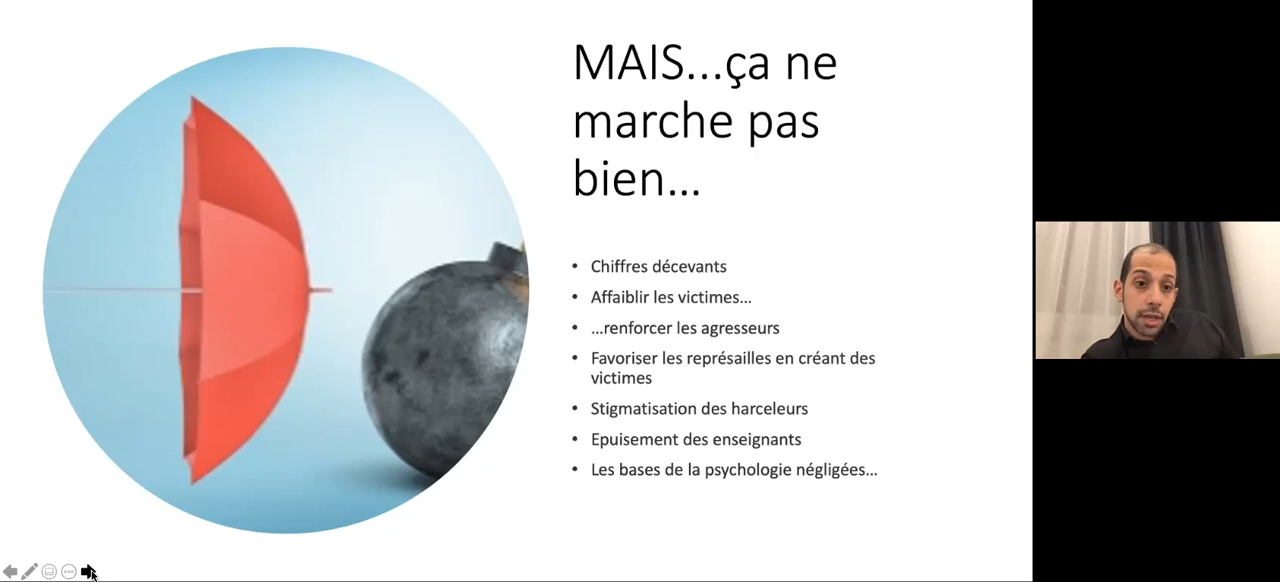 MAIS...ça ne
marche pas
bien...
• Chiffres décevants
• Affaiblir les victimes...
• ...renforcer les agresseurs
• Favoriser les représailles en créant des
victimes
• Stigmatisation des harceleurs
• Epuisement des enseignants
• Les bases de la psychologie négligées...